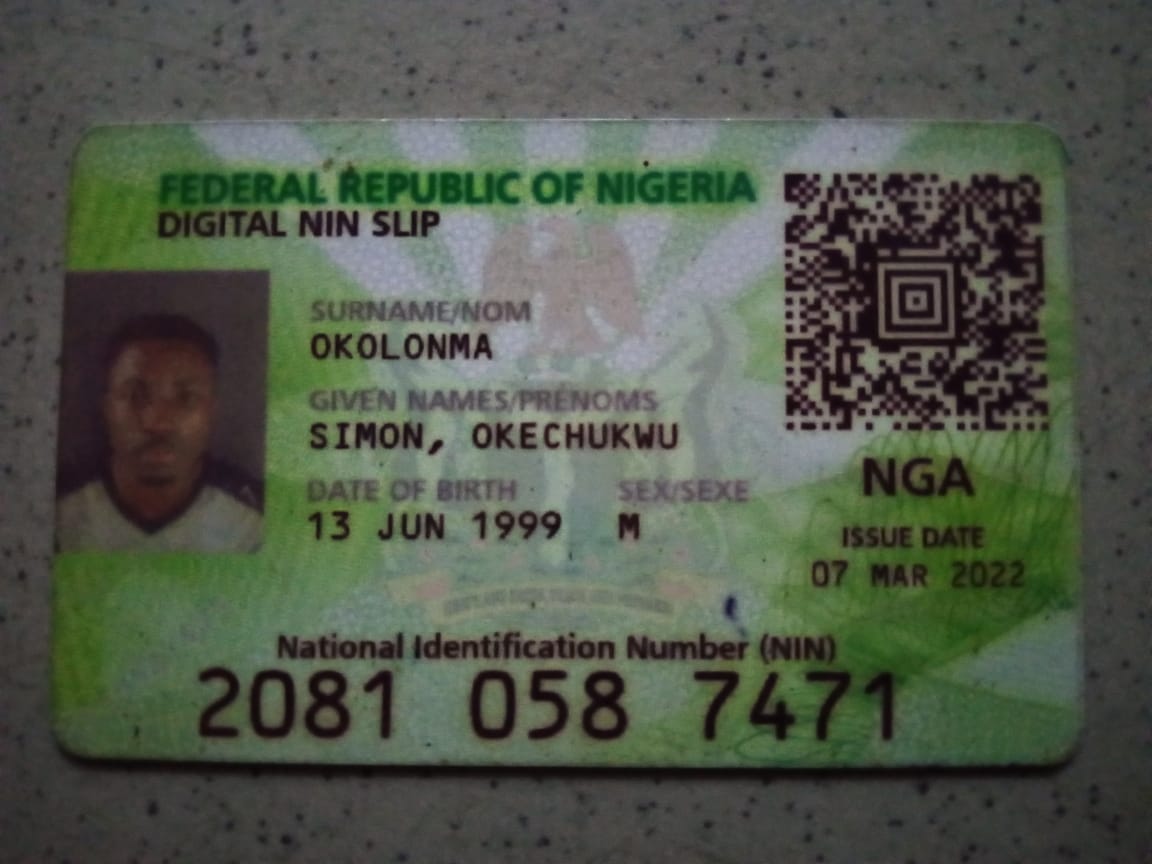 FEDERAL REPUBLIC OF NIGERIA
DIGITAL NIN SLIP
SURNAME/NOM
OKOLONMA
GIVEN NAMES/PRÉNOMS
SIMON, OKECHUKWU
DATE OF BIRTH SEX/SEXE
13 JUN 1999 M
NGA
ISSUE DATE
07 MAR 2022
National Identification Number (NIN)
2081 058 7471